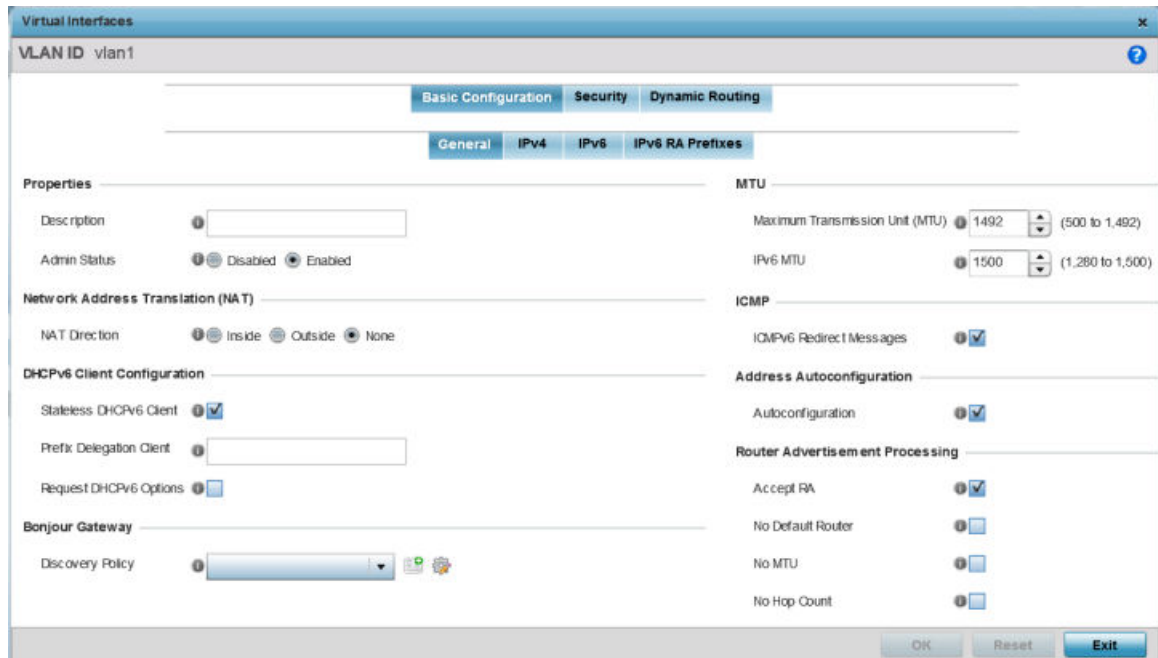 Virtual Interfaces
VLAN ID vlan1
Basic Configuration Security Dynamic Routing
General IPv4 IPv6 IPv6 RA Prefixes
Properties
Description
Admin Status Disabled Enabled
Network Address Translation (NAT)
NAT Direction Inside Outside None
DHCPv6 Client Configuration
Stateless DHCPv6 Client
Prefix Delegation Client
Request DHCPv6 Options
Bonjour Gateway
Discovery Policy
MTU
Maximum Transmission Unit (MTU) 1492 (500 to 1,492)
IPv6 MTU 1500 (1,280 to 1,500)
ICMP
ICMPv6 Redirect Messages
Address Autoconfiguration
Autoconfiguration
Router Advertisement Processing
Accept RA
No Default Router
No MTU
No Hop Count
OK Reset Exit